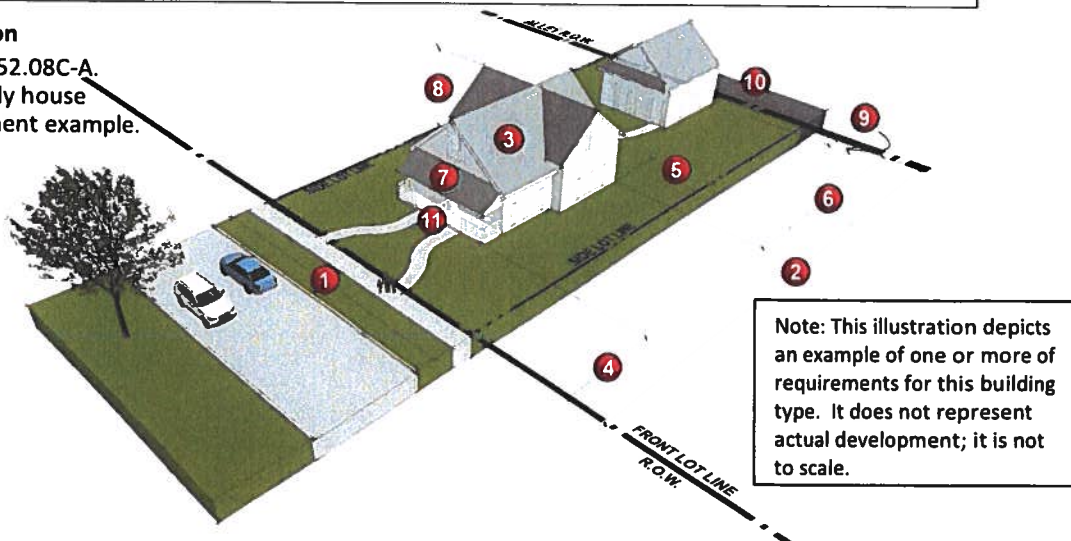 on
52.08C-A.
ly house
nent example.
ALLEY R.O.W.
8
10
9
3
7
5
6
11
1
2
SIDE LOT LINE
SIDE LOT LINE
4
Note: This illustration depicts
an example of one or more of
requirements for this building
type. It does not represent
actual development; it is not
to scale.
FRONT LOT LINE
R.O.W.